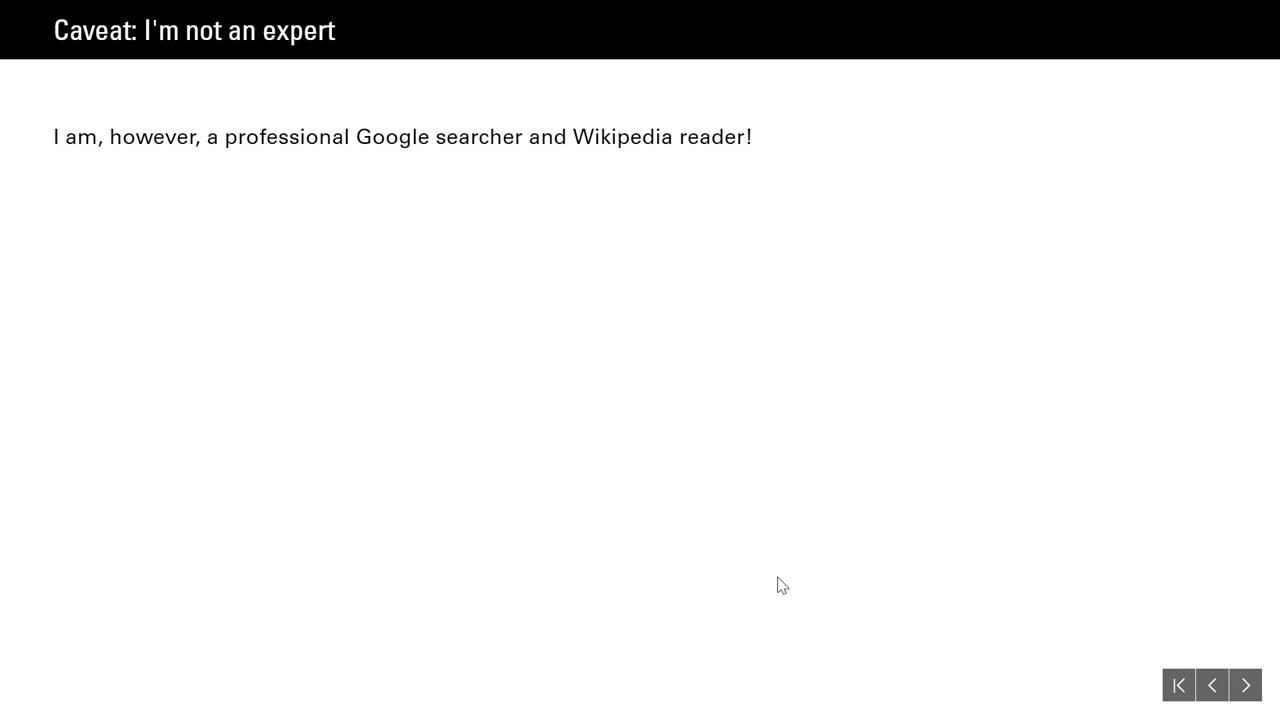 Caveat: I'm not an expert
I am, however, a professional Google searcher and Wikipedia reader!